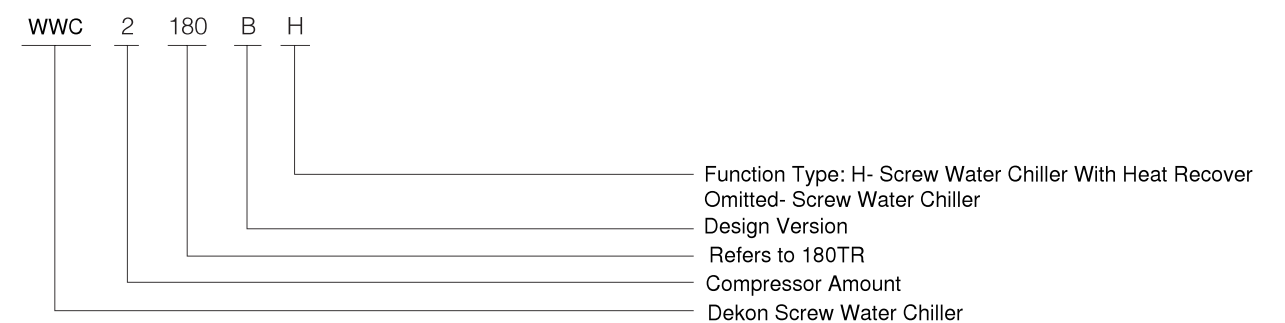 WWC 2 180 B H
Function Type: H- Screw Water Chiller With Heat Recover
Omitted- Screw Water Chiller
Design Version
Refers to 180TR
Compressor Amount
Dekon Screw Water Chiller